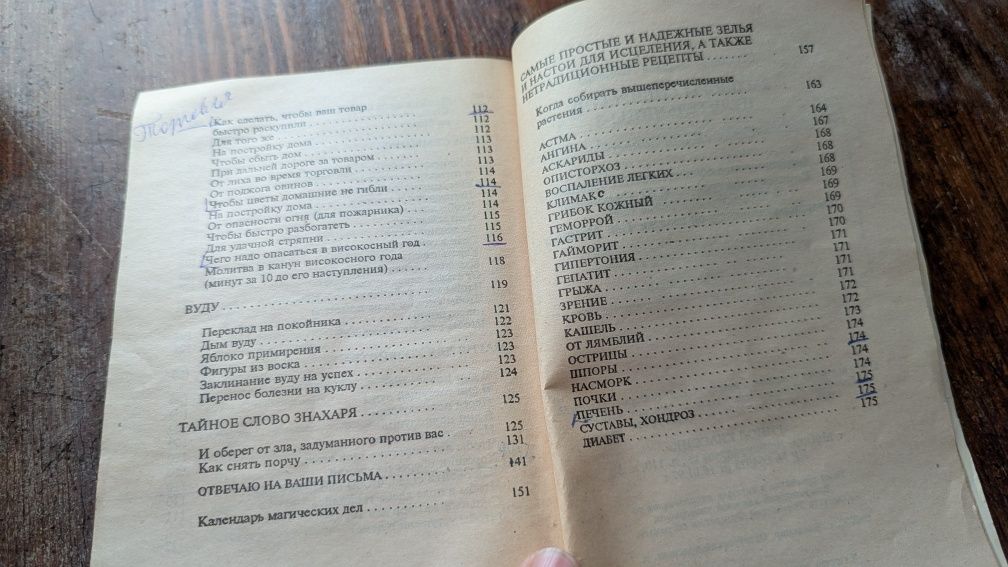 Торговля
Как сделать, чтобы ваш товар
быстро раскупили . . . . . . . . . . 112
Для того же . . . . . . . . . . 112
На постройку дома . . . . . . . . . . 112
Чтобы сбыть дом . . . . . . . . . . 113
При дальней дороге за товаром . . . . . . . . . . 113
От лиха во время торговли . . . . . . . . . . 113
От поджога овинов . . . . . . . . . . 114
Чтобы цветы домашние не гибли . . . . . . . . . . 114
На постройку дома . . . . . . . . . . 114
От опасности огня (для пожарника) . . . . . . . . . . 114
Чтобы быстро разбогатеть . . . . . . . . . . 115
Для удачной стряпни . . . . . . . . . . 115
Чего надо опасаться в високосный год . 116
Молитва в канун високосного года
(минут за 10 до его наступления) . . . . . 118
ВУДУ . . . . . . . . . . 119
Переклад на покойника . . . . . . . . . . 121
Дым вуду . . . . . . . . . . 122
Яблоко примирения . . . . . . . . . . 123
Фигуры из воска . . . . . . . . . . 123
Заклинание вуду на успех . . . . . . . . . . 123
Перенос болезни на куклу . . . . . . . . . . 124
ТАЙНОЕ СЛОВО ЗНАХАРЯ . . . . . . . . . . 125
И оберег от зла, задуманного против вас . 125
Как снять порчу . . . . . . . . . . 131
ОТВЕЧАЮ НА ВАШИ ПИСЬМА . . . . . . . . . . 141
Календарь магических дел . . . . . . . . . . 151
САМЫЕ ПРОСТЫЕ И НАДЕЖНЫЕ ЗЕЛЬЯ
И НАСТОИ ДЛЯ ИСЦЕЛЕНИЯ, А ТАКЖЕ
НЕТРАДИЦИОННЫЕ РЕЦЕПТЫ . . . . . . . 157
Когда собирать вышеперечисленные
растения . . . . . . . . . . 163
АСТМА . . . . . . . . . . 164
АНГИНА . . . . . . . . . . 167
АСКАРИДЫ . . . . . . . . . . 168
ОПИСТОРХОЗ . . . . . . . . . . 168
ВОСПАЛЕНИЕ ЛЕГКИХ . . . . . . . . . . 168
КЛИМАКС . . . . . . . . . . 169
ГРИБОК КОЖНЫЙ . . . . . . . . . . 169
ГЕМОРРОЙ . . . . . . . . . . 169
ГАСТРИТ . . . . . . . . . . 170
ГАЙМОРИТ . . . . . . . . . . 170
ГИПЕРТОНИЯ . . . . . . . . . . 171
ГЕПАТИТ . . . . . . . . . . 171
ГРЫЖА . . . . . . . . . . 171
ЗРЕНИЕ . . . . . . . . . . 171
КРОВЬ . . . . . . . . . . 172
КАШЕЛЬ . . . . . . . . . . 172
ОТ ЛЯМБЛИЙ . . . . . . . . . . 173
ОСТРИЦЫ . . . . . . . . . . 174
ШПОРЫ . . . . . . . . . . 174
НАСМОРК . . . . . . . . . . 174
ПОЧКИ . . . . . . . . . . 174
ПЕЧЕНЬ . . . . . . . . . . 175
СУСТАВЫ, ХОНДРОЗ . . . . . . . . . . 175
ДИАБЕТ . . . . . . . . . . 175